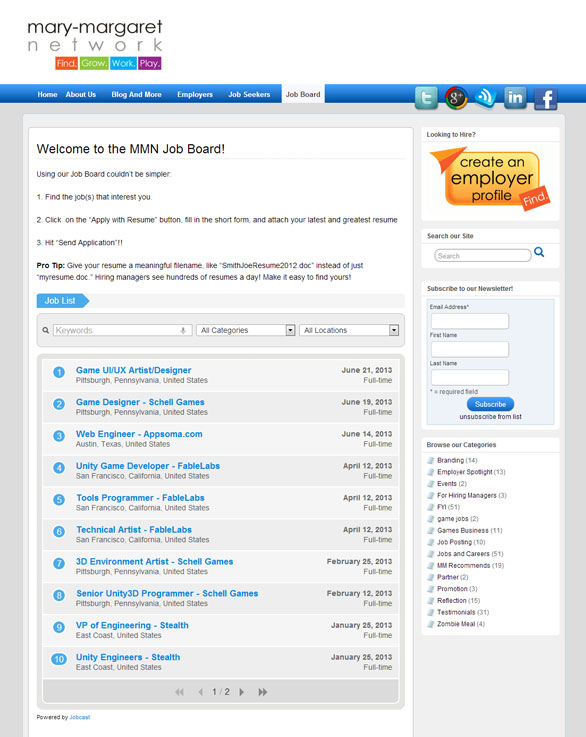 mary-margaret
network
Find. Grow. Work. Play.
Home About Us Blog And More Employers Job Seekers Job Board
Welcome to the MMN Job Board!
Using our Job Board couldn't be simpler:
1. Find the job(s) that interest you.
2. Click on the “Apply with Resume” button, fill in the short form, and attach your latest and greatest resume
3. Hit “Send Application”!!
Pro Tip: Give your resume a meaningful filename, like “SmithJoeResume2012.doc” instead of just
“myresume.doc.” Hiring managers see hundreds of resumes a day! Make it easy to find yours!
Job List
Keywords All Categories All Locations
1 Game UI/UX Artist/Designer June 21, 2013
Pittsburgh, Pennsylvania, United States Full-time
2 Game Designer - Schell Games June 19, 2013
Pittsburgh, Pennsylvania, United States Full-time
3 Web Engineer - Appsoma.com June 14, 2013
Austin, Texas, United States Full-time
4 Unity Game Developer - FableLabs April 12, 2013
San Francisco, California, United States Full-time
5 Tools Programmer - FableLabs April 12, 2013
San Francisco, California, United States Full-time
6 Technical Artist - FableLabs April 12, 2013
San Francisco, California, United States Full-time
7 3D Environment Artist - Schell Games February 25, 2013
Pittsburgh, Pennsylvania, United States Full-time
8 Senior Unity3D Programmer - Schell Games February 12, 2013
Pittsburgh, Pennsylvania, United States Full-time
9 VP of Engineering - Stealth January 25, 2013
East Coast, United States Full-time
10 Unity Engineers - Stealth January 25, 2013
East Coast, United States Full-time
1 / 2
Powered by Jobcast
Looking to Hire?
create an
employer
profile
Find.
Search our Site
Search
Subscribe to our Newsletter!
Email Address*
First Name
Last Name
* = required field
Subscribe
unsubscribe from list
Browse our Categories
Branding (14)
Employer Spotlight (13)
Events (2)
For Hiring Managers (3)
FYI (51)
game jobs (2)
Games Business (11)
Job Posting (10)
Jobs and Careers (51)
MM Recommends (19)
Partner (2)
Promotion (3)
Reflection (15)
Testimonials (31)
Zombie Meal (4)